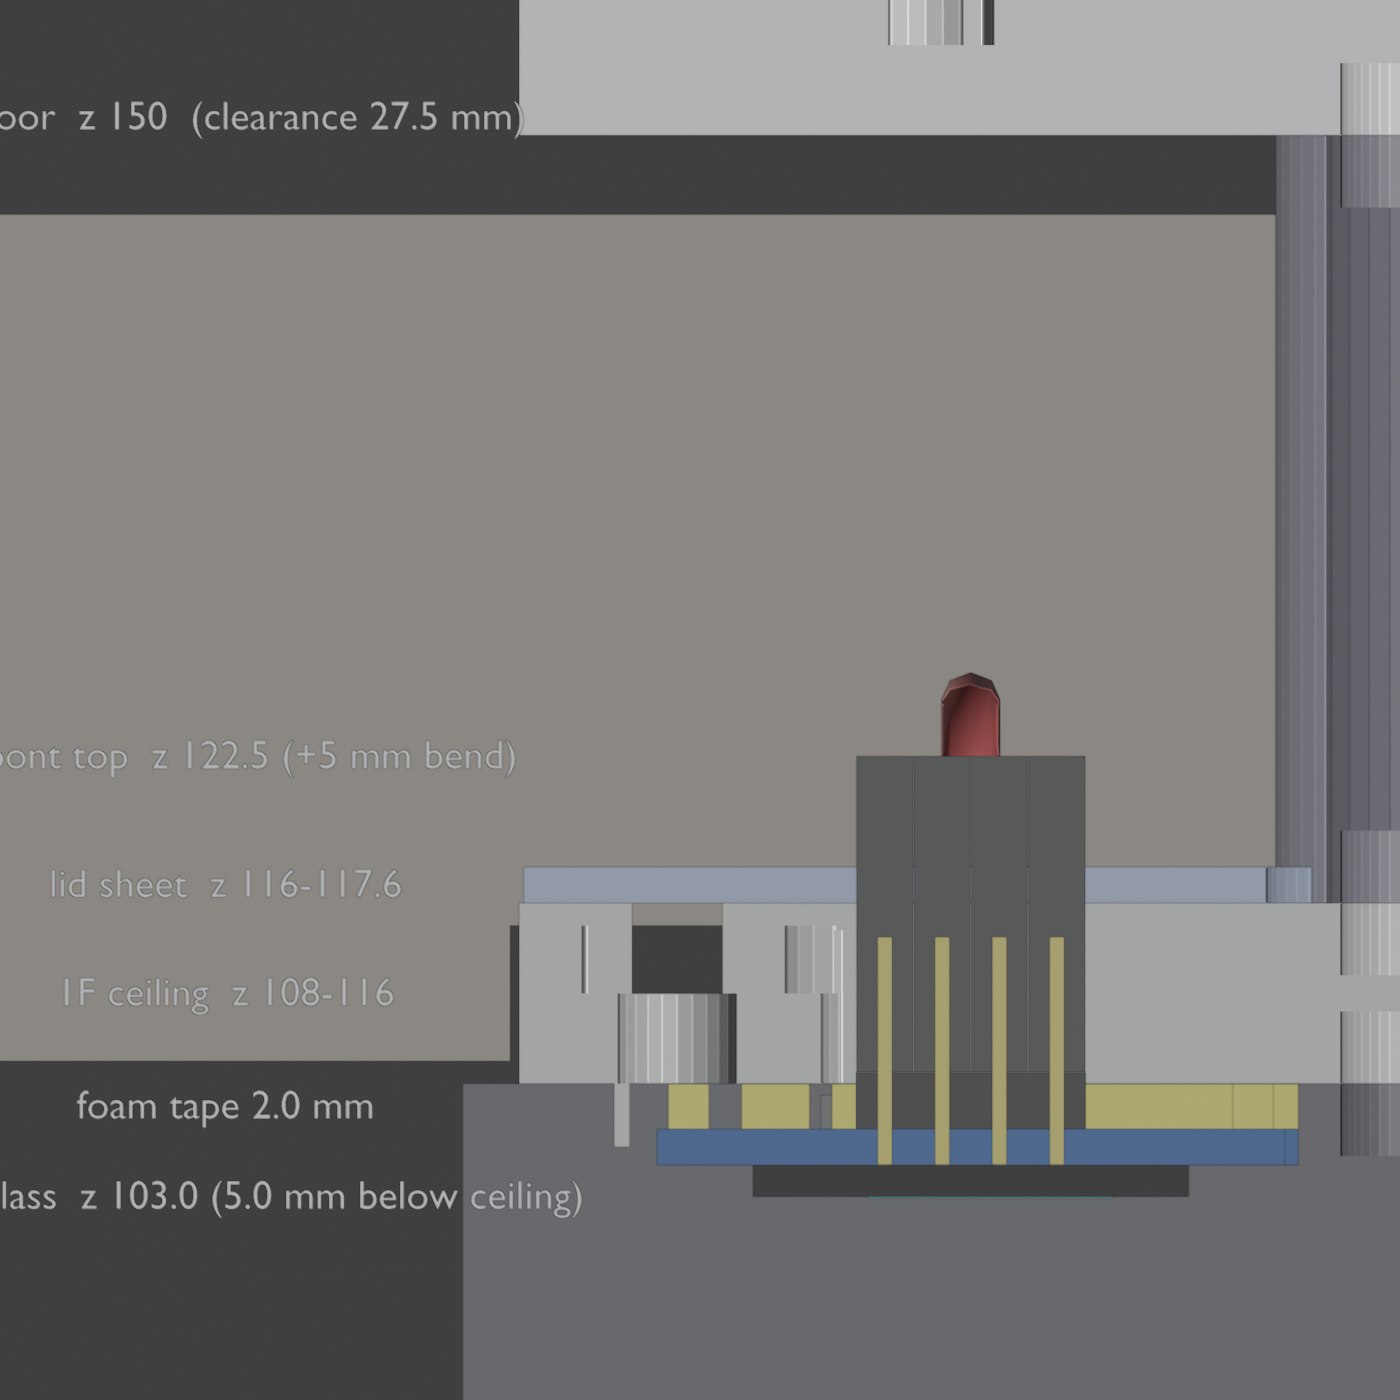 z 150 (clearance 27.5 mm)
top z 122.5 (+5 mm bend)
lid sheet z 116-117.6
1F ceiling z 108-116
foam tape 2.0 mm
z 103.0 (5.0 mm below ceiling)